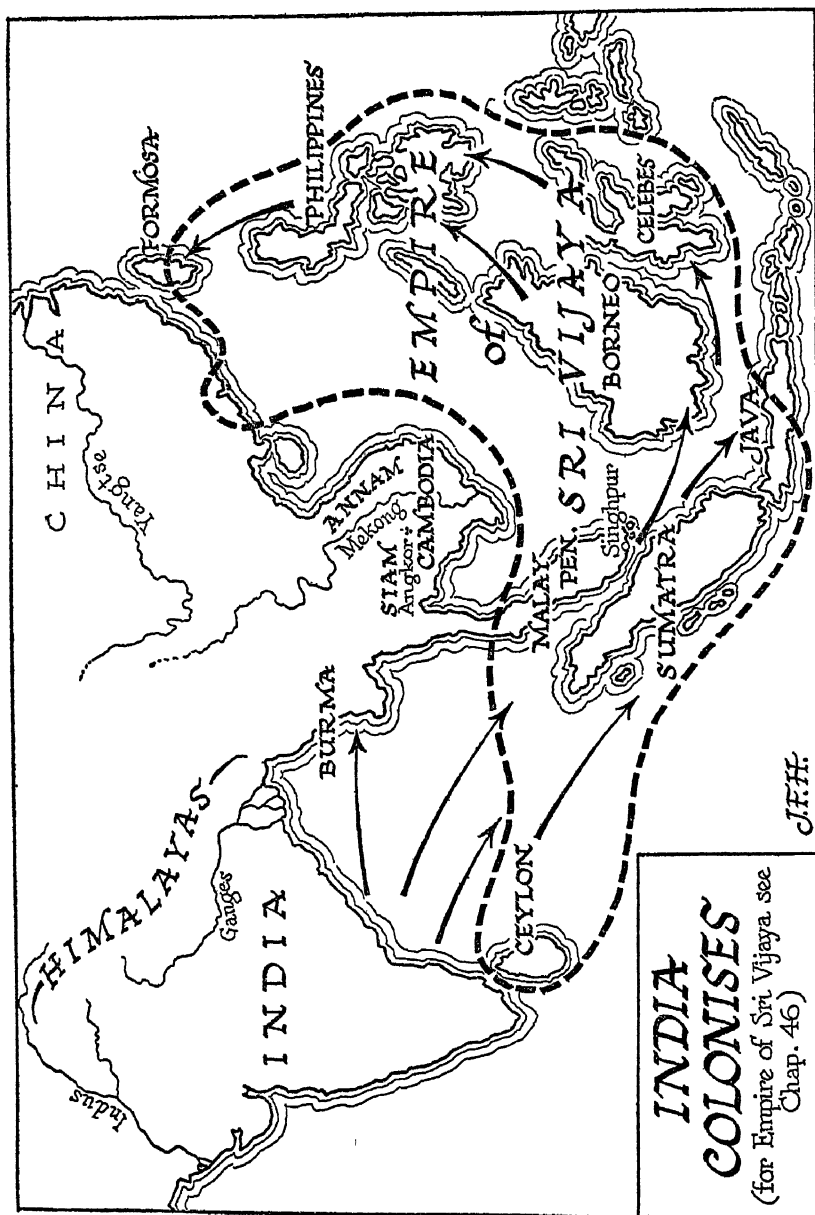 CHINA
Yangtse
FORMOSA
PHILIPPINES
HIMALAYAS
Indus
Ganges
INDIA
BURMA
SIAM
Angkor
ANNAM
Mekong
CAMBODIA
EMPIRE
of
SRI VIJAYA
MALAY
PEN.
Singhpur
BORNEO
CELEBES
CEYLON
SUMATRA
JAVA
INDIA
COLONISES
(for Empire of Sri Vijaya see
Chap. 46)
J.F.H.